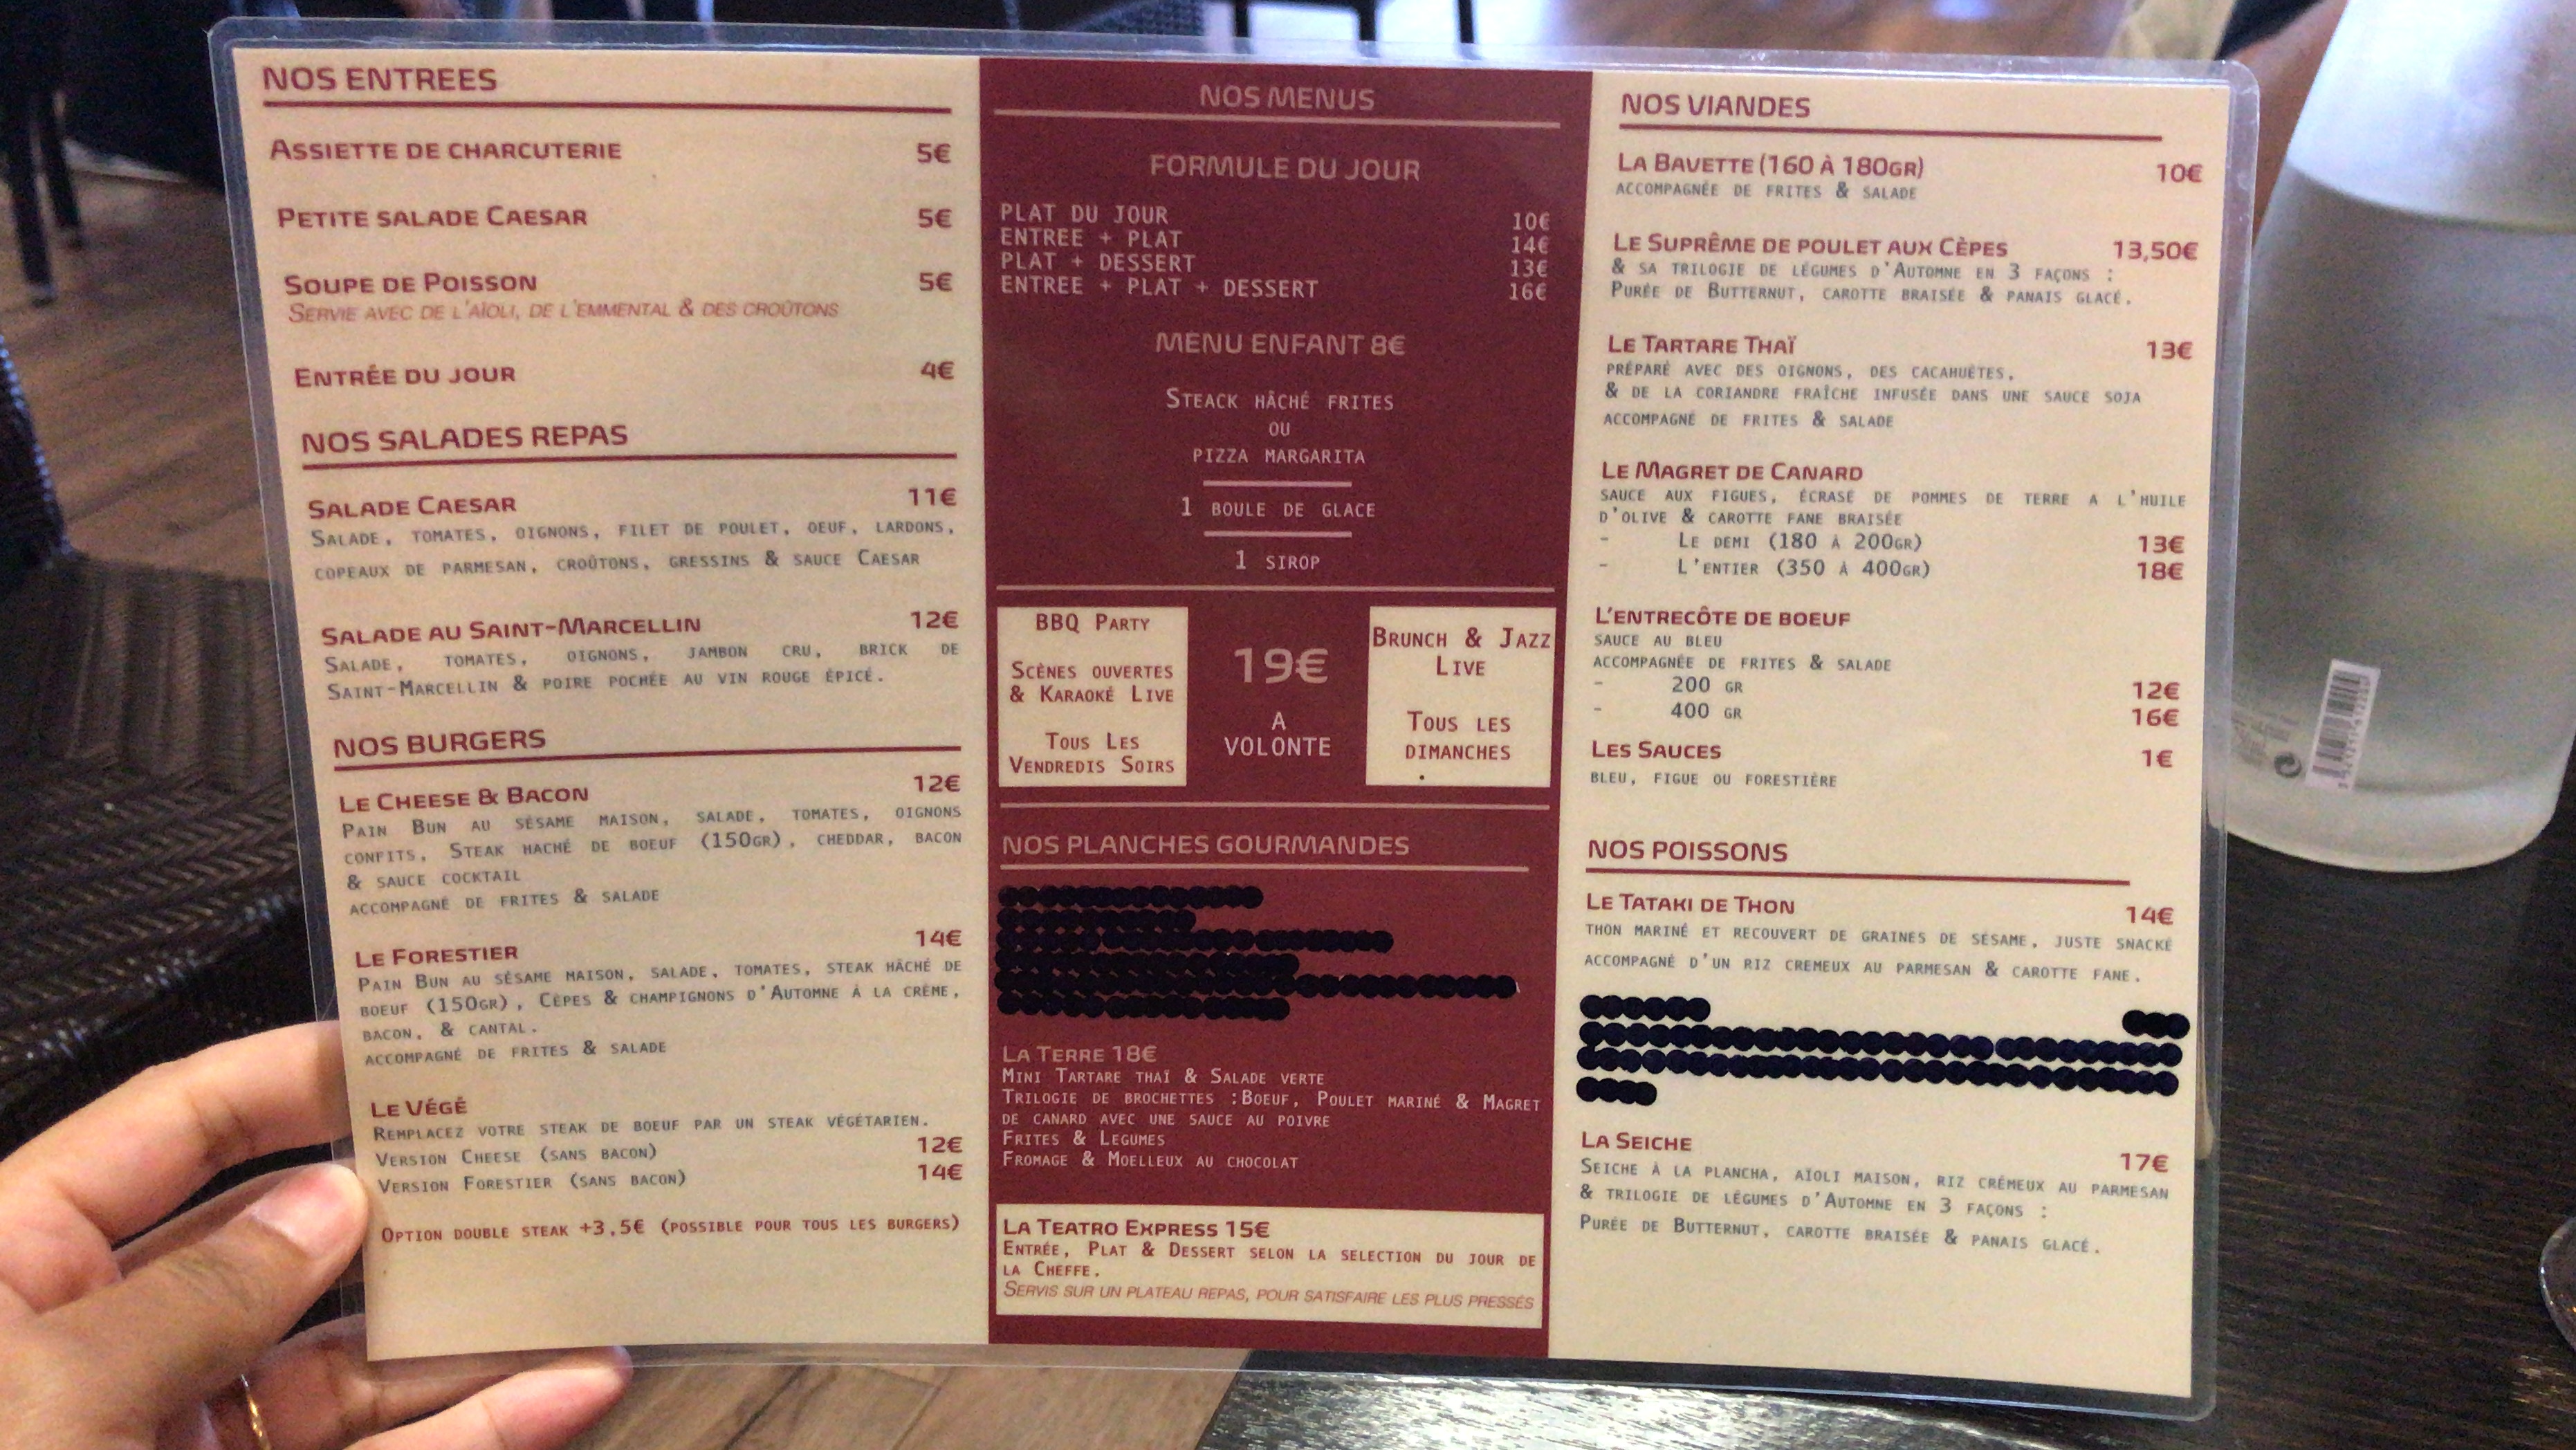 NOS ENTREES
ASSIETTE DE CHARCUTERIE 5€
PETITE SALADE CAESAR 5€
SOUPE DE POISSON 5€
SERVIE AVEC DE L'AÏOLI, DE L'EMMENTAL & DES CROÛTONS
ENTRÉE DU JOUR 4€
NOS SALADES REPAS
SALADE CAESAR 11€
SALADE, TOMATES, OIGNONS, FILET DE POULET, OEUF, LARDONS,
COPEAUX DE PARMESAN, CROÛTONS, GRESSINS & SAUCE CAESAR
SALADE AU SAINT-MARCELLIN 12€
SALADE, TOMATES, OIGNONS, JAMBON CRU, BRICK DE
SAINT-MARCELLIN & POIRE POCHÉE AU VIN ROUGE ÉPICÉ.
NOS BURGERS
LE CHEESE & BACON 12€
PAIN BUN AU SÉSAME MAISON, SALADE, TOMATES, OIGNONS
CONFITS, STEAK HACHÉ DE BOEUF (150GR), CHEDDAR, BACON
& SAUCE COCKTAIL
ACCOMPAGNÉ DE FRITES & SALADE
LE FORESTIER 14€
PAIN BUN AU SÉSAME MAISON, SALADE, TOMATES, STEAK HÂCHÉ DE
BOEUF (150GR), CÈPES & CHAMPIGNONS D'AUTOMNE À LA CRÈME,
BACON, & CANTAL.
ACCOMPAGNÉ DE FRITES & SALADE
LE VÉGÉ
REMPLACEZ VOTRE STEAK DE BOEUF PAR UN STEAK VÉGÉTARIEN.
VERSION CHEESE (SANS BACON) 12€
VERSION FORESTIER (SANS BACON) 14€
OPTION DOUBLE STEAK +3,5€ (POSSIBLE POUR TOUS LES BURGERS)
NOS MENUS
FORMULE DU JOUR
PLAT DU JOUR 10€
ENTREE + PLAT 14€
PLAT + DESSERT 13€
ENTREE + PLAT + DESSERT 16€
MENU ENFANT 8€
STEACK HÂCHÉ FRITES
OU
PIZZA MARGARITA
1 BOULE DE GLACE
1 SIROP
BBQ PARTY
SCÈNES OUVERTES
& KARAOKÉ LIVE
TOUS LES
VENDREDIS SOIRS
19€
A
VOLONTE
BRUNCH & JAZZ
LIVE
TOUS LES
DIMANCHES
NOS PLANCHES GOURMANDES
LA TERRE 18€
MINI TARTARE THAÏ & SALADE VERTE
TRILOGIE DE BROCHETTES :BOEUF, POULET MARINÉ & MAGRET
DE CANARD AVEC UNE SAUCE AU POIVRE
FRITES & LEGUMES
FROMAGE & MOELLEUX AU CHOCOLAT
LA TEATRO EXPRESS 15€
ENTRÉE, PLAT & DESSERT SELON LA SELECTION DU JOUR DE
LA CHEFFE.
SERVIS SUR UN PLATEAU REPAS, POUR SATISFAIRE LES PLUS PRESSÉS
NOS VIANDES
LA BAVETTE (160 À 180GR) 10€
ACCOMPAGNÉE DE FRITES & SALADE
LE SUPRÊME DE POULET AUX CÈPES 13,50€
& SA TRILOGIE DE LÉGUMES D'AUTOMNE EN 3 FAÇONS :
PURÉE DE BUTTERNUT, CAROTTE BRAISÉE & PANAIS GLACÉ.
LE TARTARE THAÏ 13€
PRÉPARÉ AVEC DES OIGNONS, DES CACAHUÈTES,
& DE LA CORIANDRE FRAÎCHE INFUSÉE DANS UNE SAUCE SOJA
ACCOMPAGNÉ DE FRITES & SALADE
LE MAGRET DE CANARD
SAUCE AUX FIGUES, ÉCRASÉ DE POMMES DE TERRE A L'HUILE
D'OLIVE & CAROTTE FANE BRAISÉE
- LE DEMI (180 À 200GR) 13€
- L'ENTIER (350 À 400GR) 18€
L'ENTRECÔTE DE BOEUF
SAUCE AU BLEU
ACCOMPAGNÉE DE FRITES & SALADE
- 200 GR 12€
- 400 GR 16€
LES SAUCES 1€
BLEU, FIGUE OU FORESTIÈRE
NOS POISSONS
LE TATAKI DE THON 14€
THON MARINÉ ET RECOUVERT DE GRAINES DE SÉSAME, JUSTE SNACKÉ
ACCOMPAGNÉ D'UN RIZ CREMEUX AU PARMESAN & CAROTTE FANE.
LA SEICHE 17€
SEICHE À LA PLANCHA, AÏOLI MAISON, RIZ CRÉMEUX AU PARMESAN
& TRILOGIE DE LÉGUMES D'AUTOMNE EN 3 FAÇONS :
PURÉE DE BUTTERNUT, CAROTTE BRAISÉE & PANAIS GLACÉ.